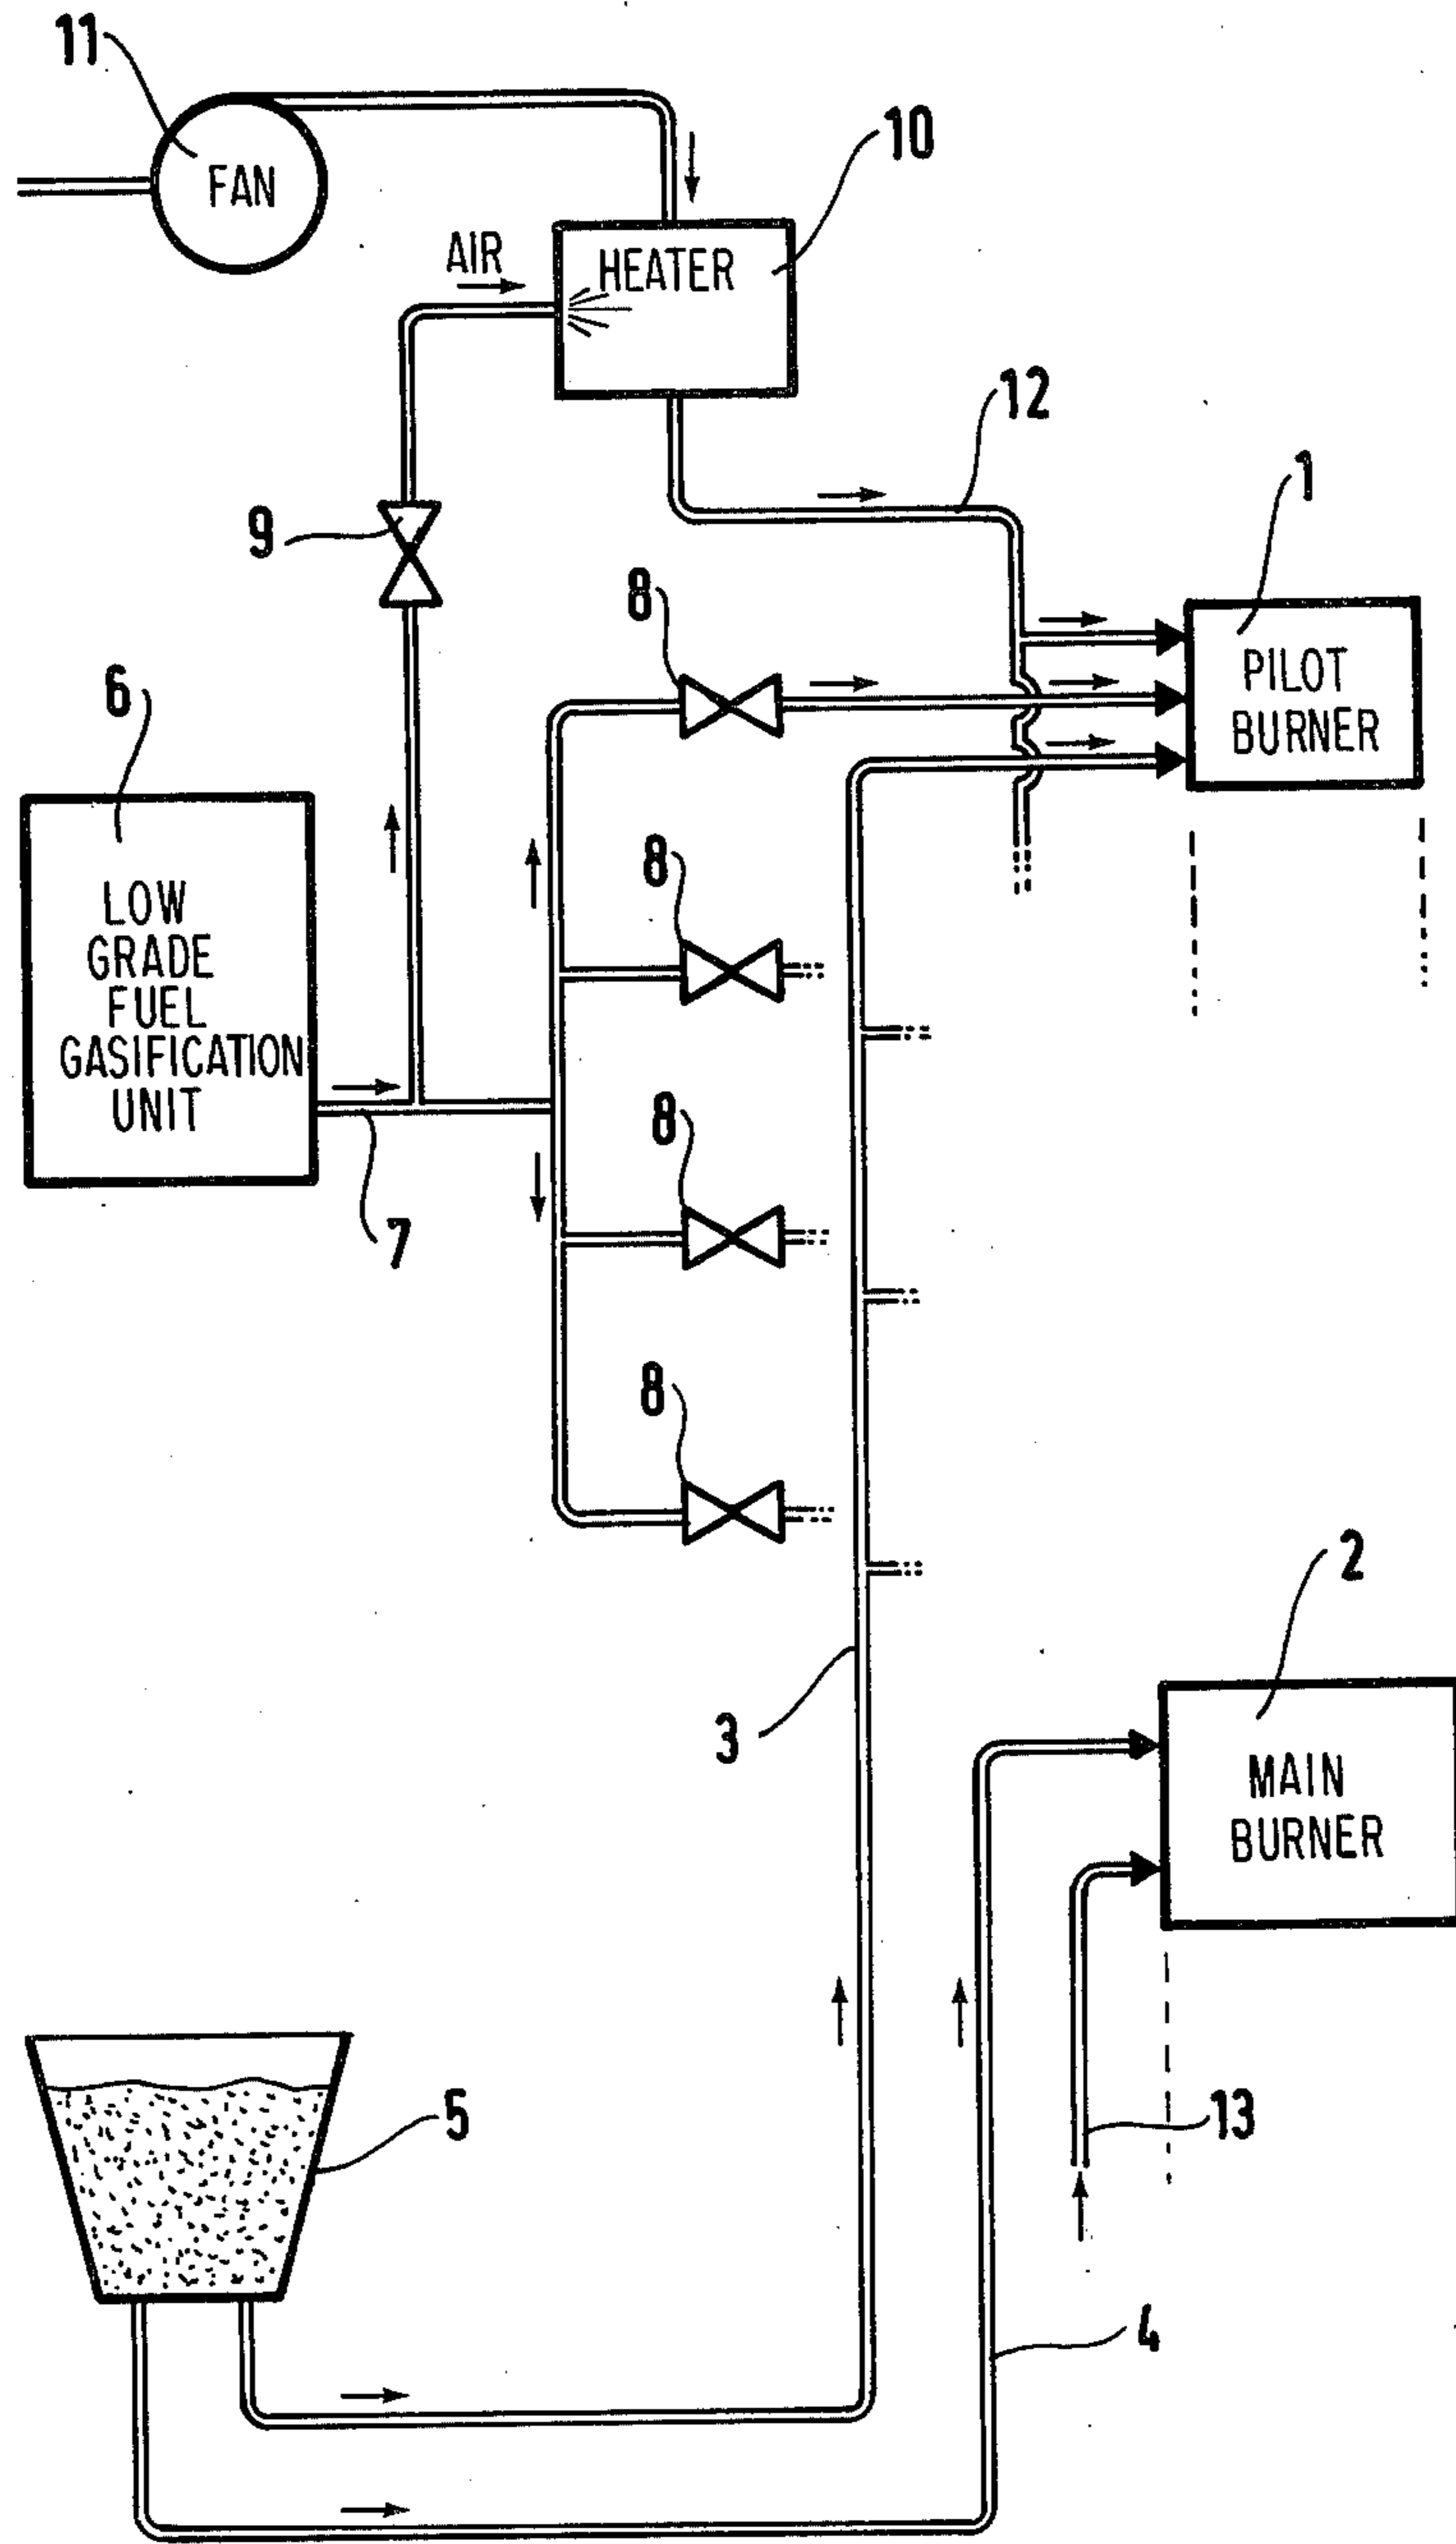 11
FAN
10
AIR
HEATER
12
1
9
8
PILOT
BURNER
6
8
LOW
GRADE
FUEL
GASIFICATION
UNIT
8
7
8
2
3
MAIN
BURNER
5
13
4